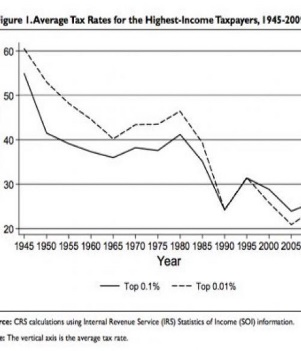 igure 1. Average Tax Rates for the Highest-Income Taxpayers, 1945-200
60
50
40
30
20
1945 1950 1955 1960 1965 1970 1975 1980 1985 1990 1995 2000 2005
Year
Top 0.1% Top 0.01%
rce: CRS calculations using Internal Revenue Service (IRS) Statistics of Income (SOI) information.
e: The vertical axis is the average tax rate.